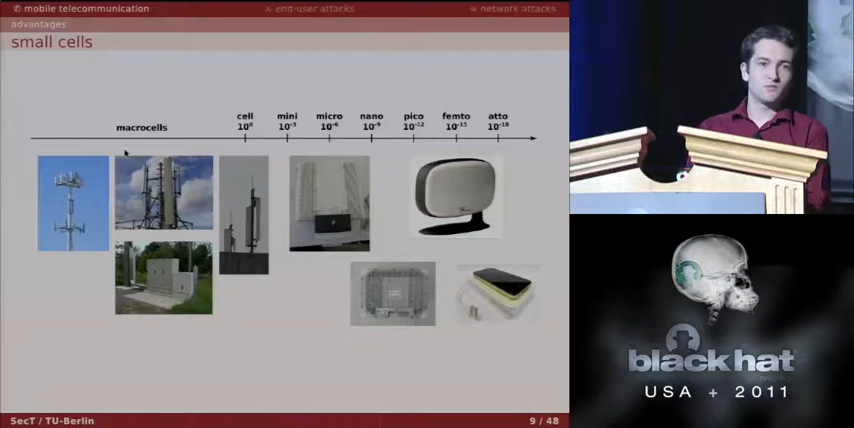 ✆ mobile telecommunication
end-user attacks
network attacks
advantages
small cells
macrocells
cell
10⁰
mini
10⁻³
micro
10⁻⁶
nano
10⁻⁹
pico
10⁻¹²
femto
10⁻¹⁵
atto
10⁻¹⁸
SecT / TU-Berlin
9 / 48
black hat
USA + 2011